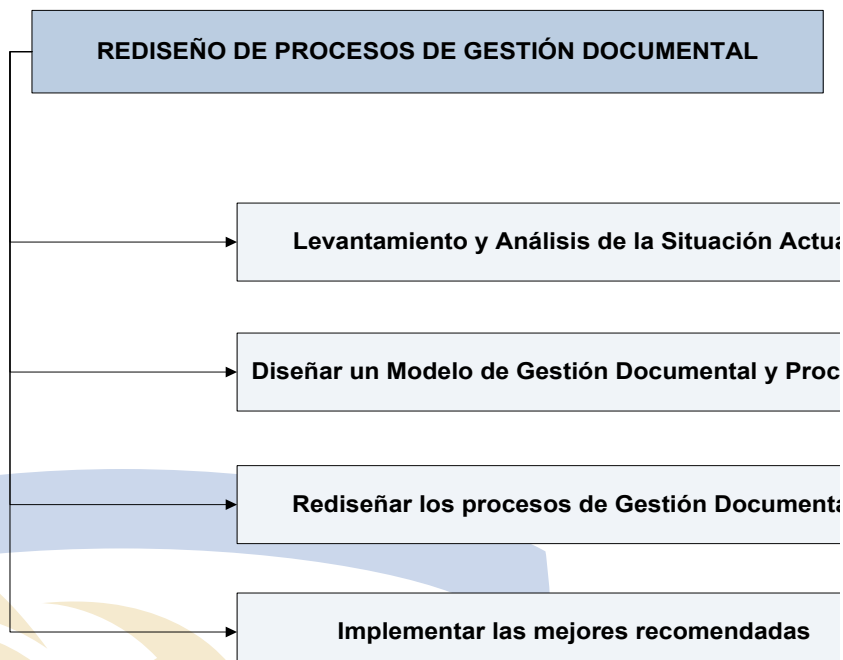 REDISEÑO DE PROCESOS DE GESTIÓN DOCUMENTAL
Levantamiento y Análisis de la Situación
Diseñar un Modelo de Gestión Documental y
Rediseñar los procesos de Gestión
Implementar las mejores recomendadas